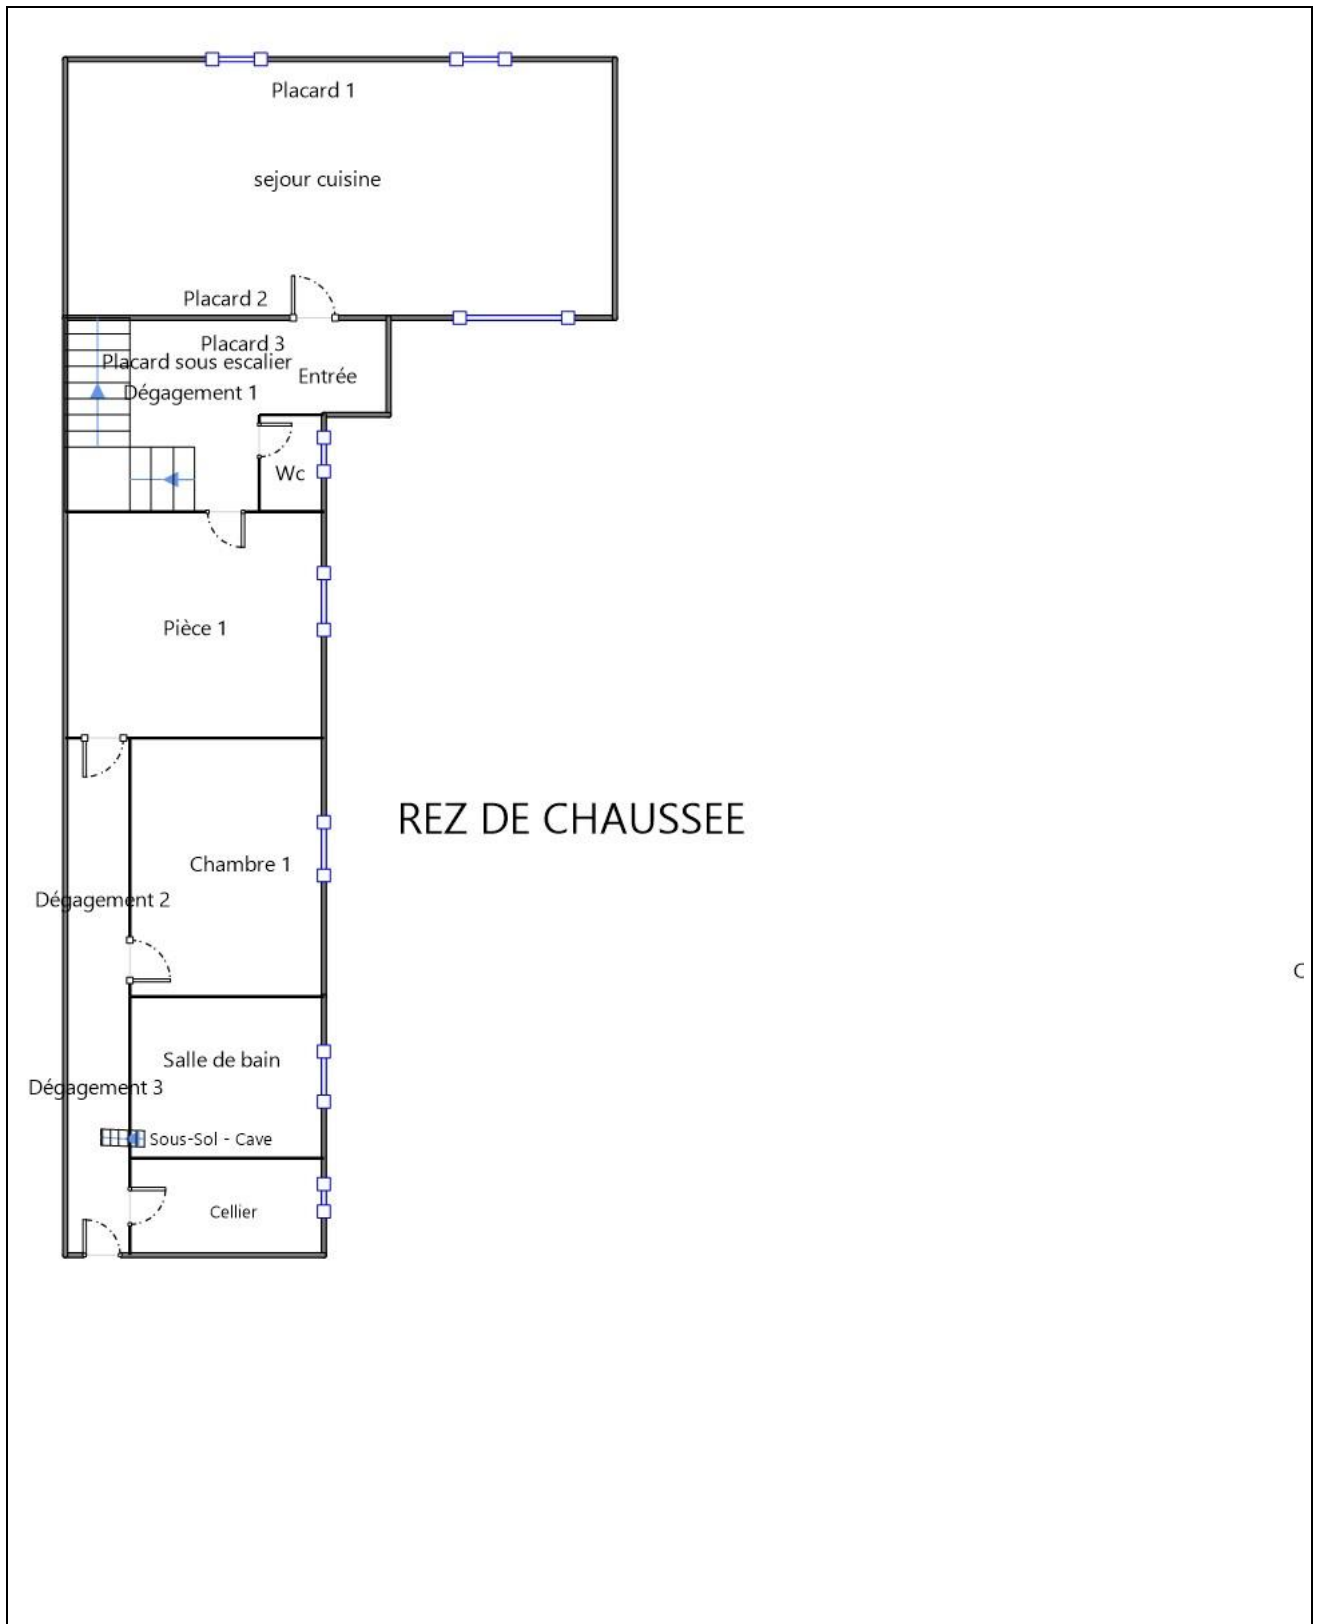 Placard 1
sejour cuisine
Placard 2
Placard 3
Placard sous escalier
Entrée
Dégagement 1
Wc
Pièce 1
REZ DE CHAUSSEE
Chambre 1
Dégagement 2
Salle de bain
Dégagement 3
Sous-Sol - Cave
Cellier